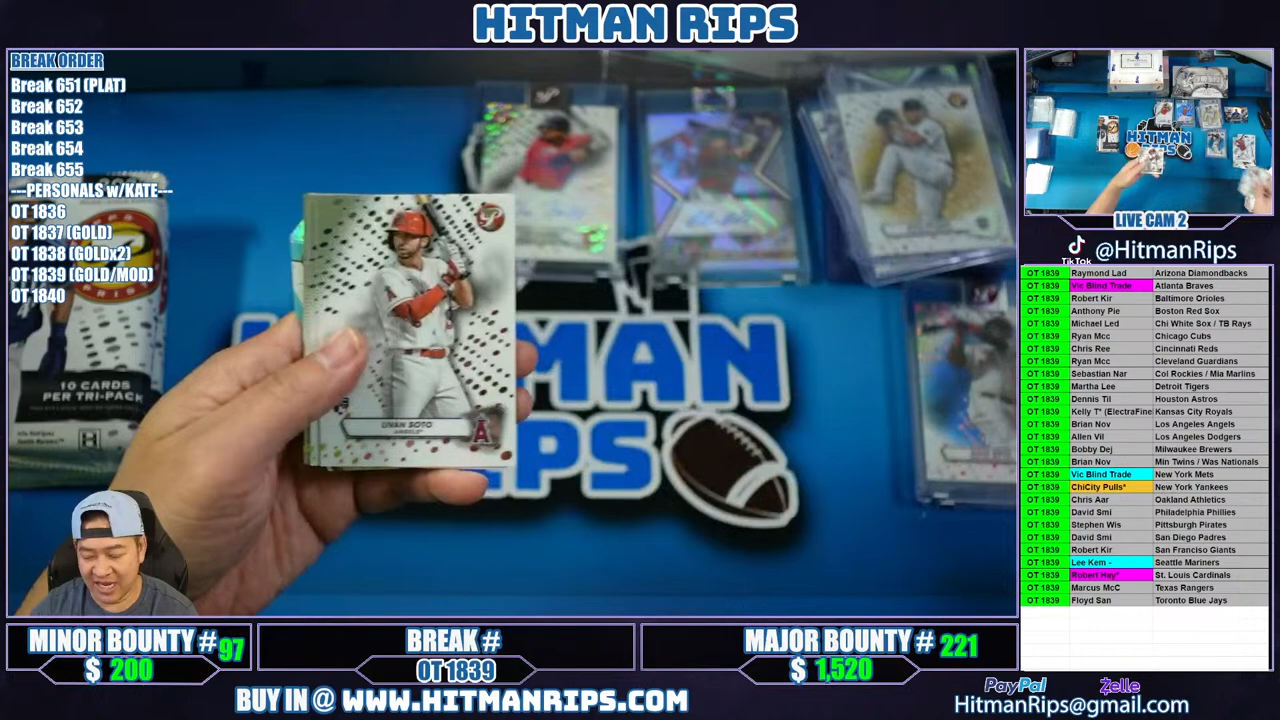 HITMAN RIPS
BREAK ORDER
Break 651 (PLAT)
Break 652
Break 653
Break 654
Break 655
---PERSONALS w/KATE---
OT 1836
OT 1837 (GOLD)
OT 1838 (GOLDx2)
OT 1839 (GOLD/MOD)
OT 1840
10 CARDS
PER TRI-PACK
LIVAN SOTO
ANGELS
MAN
HITMAN
RIPS
LIVE CAM 2
TikTok @HitmanRips
OT 1839 Raymond Lad Arizona Diamondbacks
OT 1839 Vic Blind Trade Atlanta Braves
OT 1839 Robert Kir Baltimore Orioles
OT 1839 Anthony Pie Boston Red Sox
OT 1839 Michael Led Chi White Sox / TB Rays
OT 1839 Ryan Mcc Chicago Cubs
OT 1839 Chris Ree Cincinnati Reds
OT 1839 Ryan Mcc Cleveland Guardians
OT 1839 Sebastian Nar Col Rockies / Mia Marlins
OT 1839 Martha Lee Detroit Tigers
OT 1839 Dennis Til Houston Astros
OT 1839 Kelly T* (ElectraFine Kansas City Royals
OT 1839 Brian Nov Los Angeles Angels
OT 1839 Allen Vil Los Angeles Dodgers
OT 1839 Bobby Dej Milwaukee Brewers
OT 1839 Brian Nov Min Twins / Was Nationals
OT 1839 Vic Blind Trade New York Mets
OT 1839 ChiCity Pulls* New York Yankees
OT 1839 Chris Aar Oakland Athletics
OT 1839 David Smi Philadelphia Phillies
OT 1839 Stephen Wis Pittsburgh Pirates
OT 1839 David Smi San Diego Padres
OT 1839 Robert Kir San Franciso Giants
OT 1839 Lee Kem - Seattle Mariners
OT 1839 Robert Hay* St. Louis Cardinals
OT 1839 Marcus McC Texas Rangers
OT 1839 Floyd San Toronto Blue Jays
MINOR BOUNTY # 97
$ 200
BREAK #
OT 1839
MAJOR BOUNTY # 221
$ 1,520
BUY IN @ WWW.HITMANRIPS.COM
PayPal Zelle
HitmanRips@gmail.com